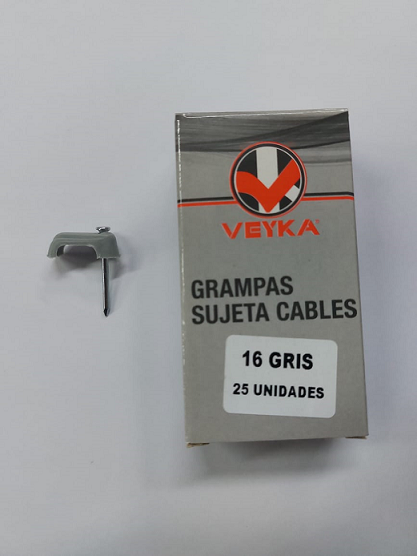 VEYKA
GRAMPAS
SUJETA CABLES
16 GRIS
25 UNIDADES